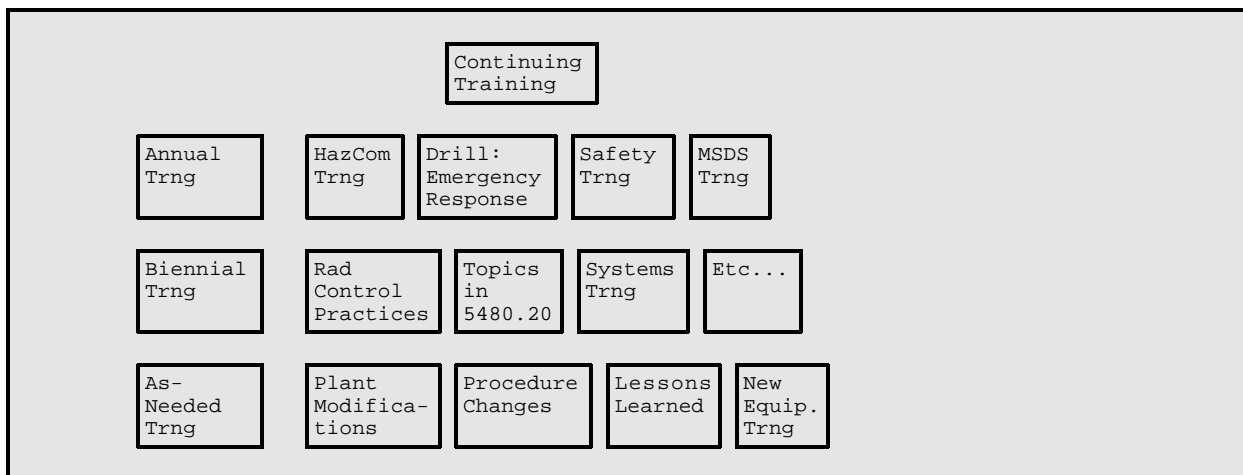 Continuing
Training
Annual
Trng
HazCom
Trng
Drill:
Emergency
Response
Safety
Trng
MSDS
Trng
Biennial
Trng
Rad
Control
Practices
Topics
in
5480.20
Systems
Trng
Etc...
As-
Needed
Trng
Plant
Modifica-
tions
Procedure
Changes
Lessons
Learned
New
Equip.
Trng